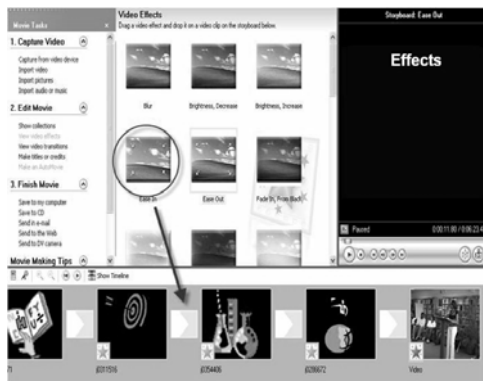 Movie Tasks
1. Capture Video
Capture from video device
Import video
Import pictures
Import audio or music
2. Edit Movie
Show collections
View video effects
View video transitions
Make titles or credits
Make an AutoMovie
3. Finish Movie
Save to my computer
Save to CD
Send in e-mail
Send to the Web
Send to DV camera
Movie Making Tips
Video Effects
Drag a video effect and drop it on a video clip on the storyboard below.
Blur
Brightness, Decrease
Brightness, Increase
Ease In
Ease Out
Fade In, From Black
Storyboard: Ease Out
Effects
Paused
Show Timeline
71
j0311516
j0354406
j0286672
Video